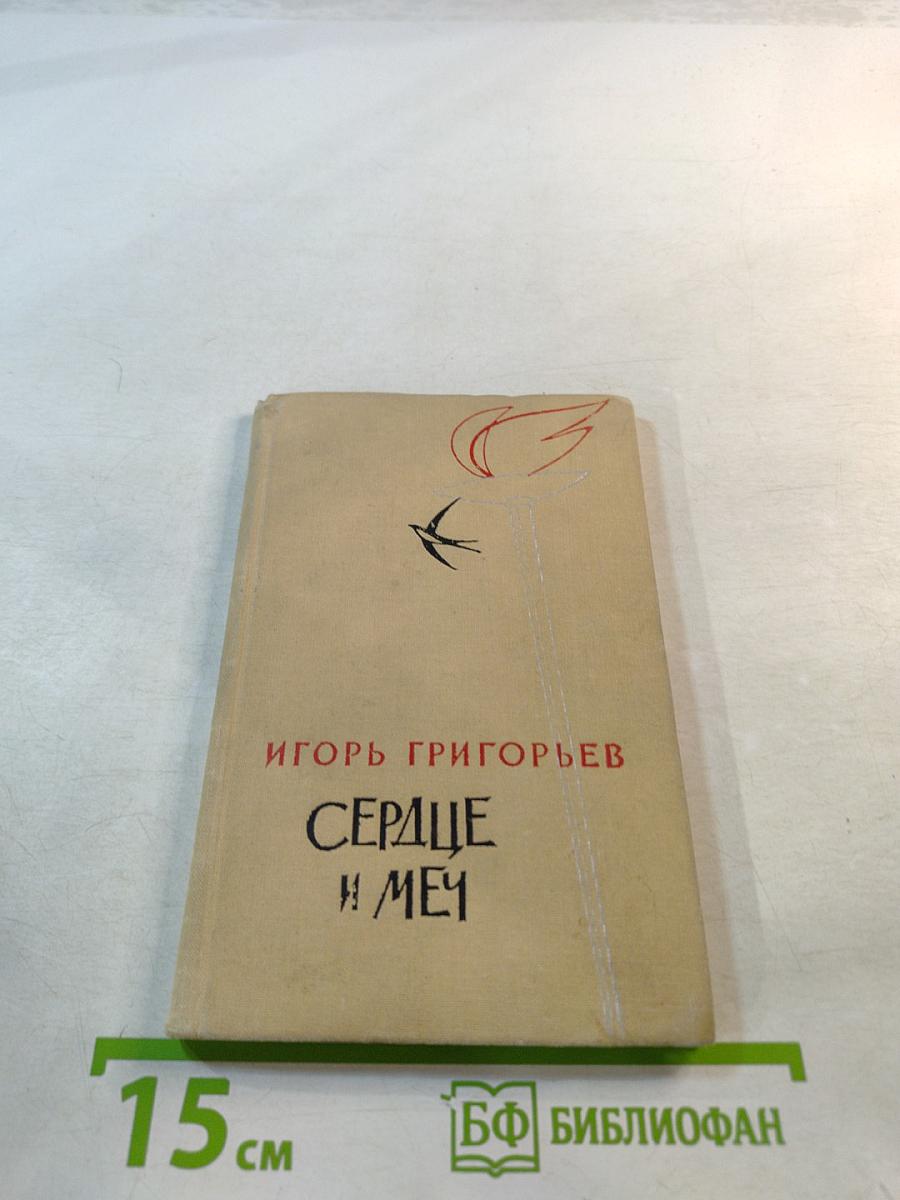 ИГОРЬ ГРИГОРЬЕВ
СЕРДЦЕ
И МЕЧ
15 см
БФ БИБЛИОФАН